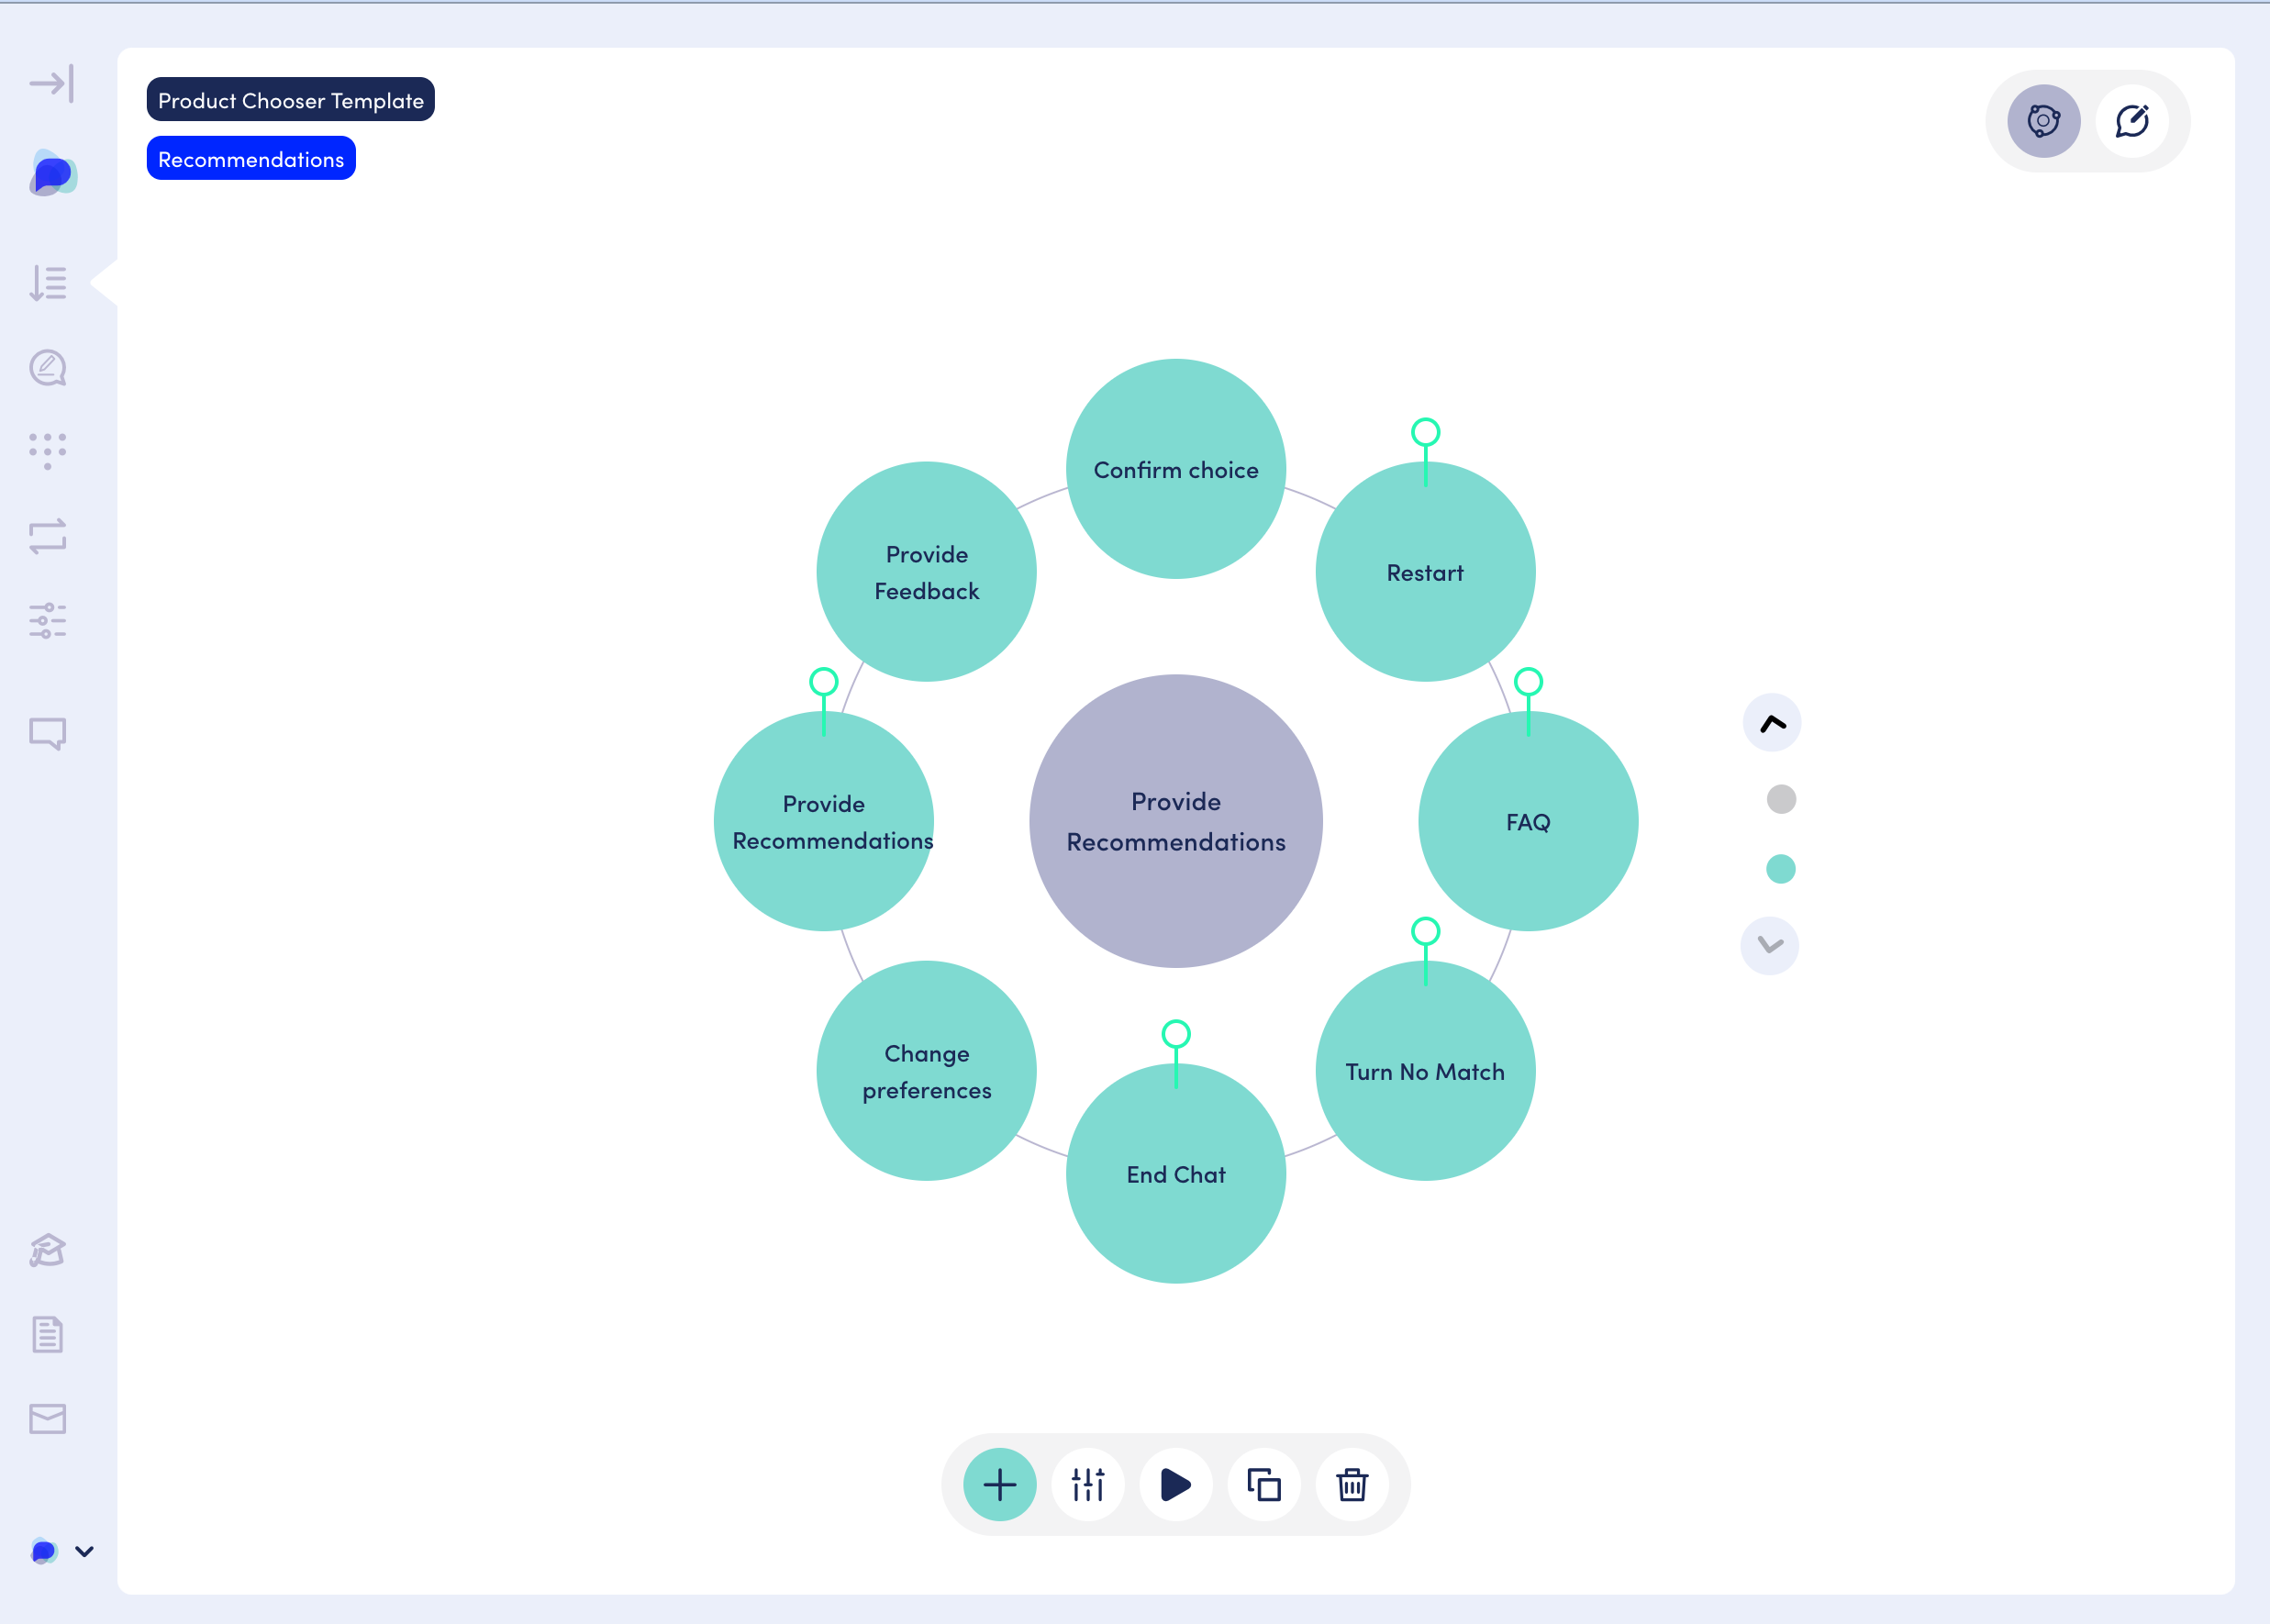 Product Chooser Template
Recommendations
Confirm choice
Provide
Feedback
Restart
Provide
Recommendations
Provide
Recommendations
FAQ
Change
preferences
Turn No Match
End Chat